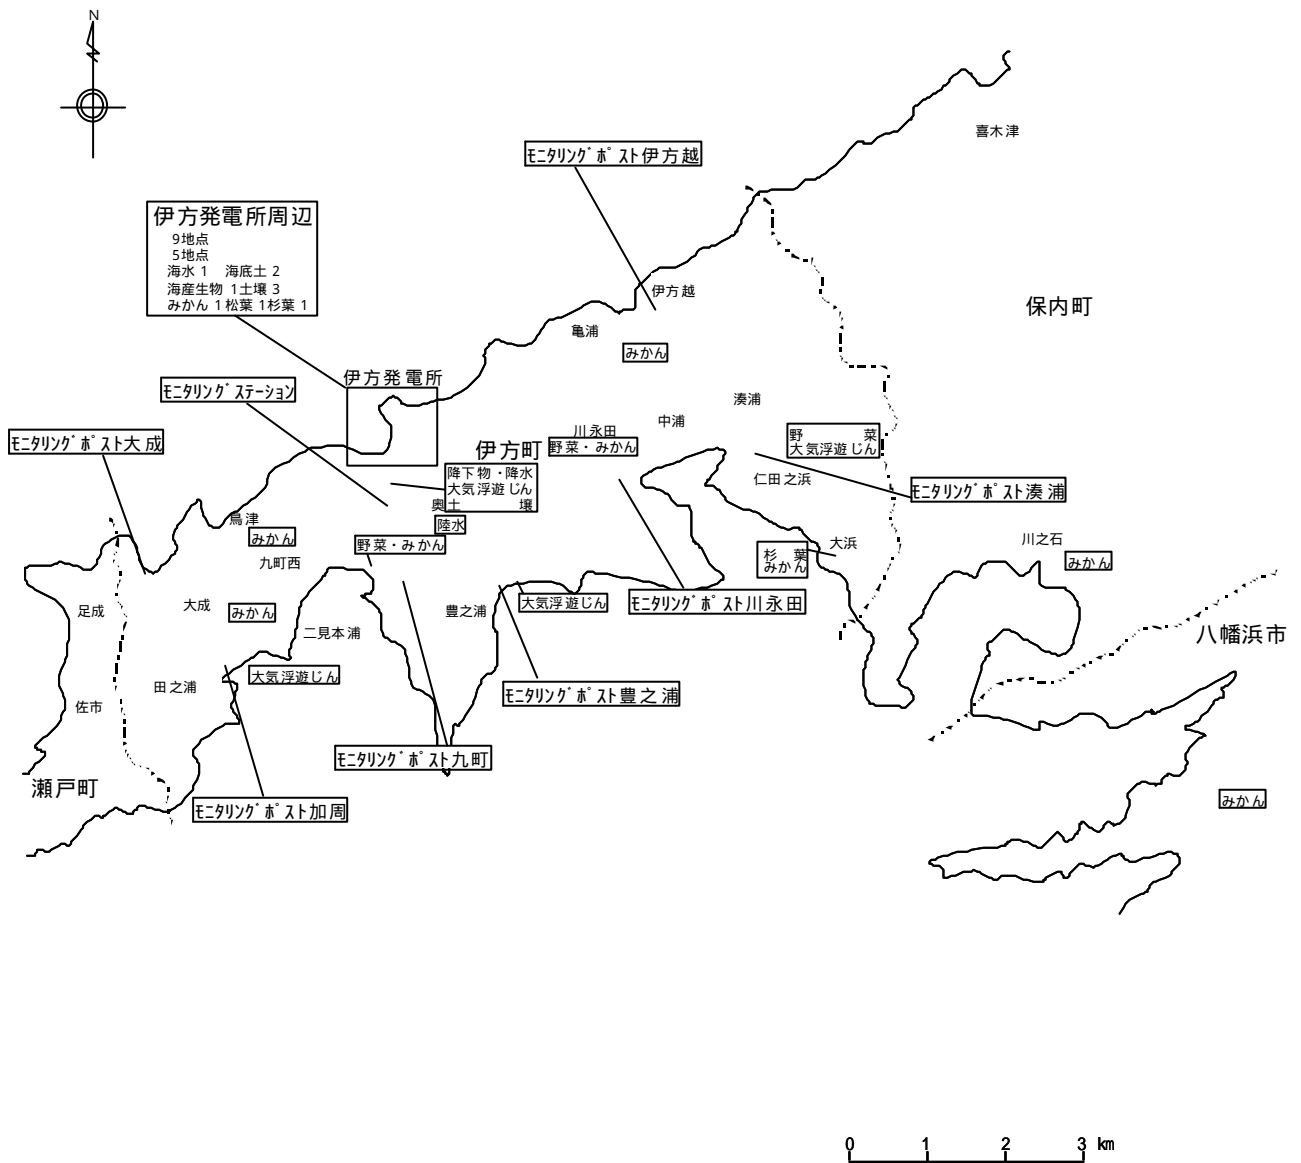 N
喜木津
モニタリングポスト伊方越
伊方発電所周辺
9地点
5地点
海水 1 海底土 2
海産生物 1土壌 3
みかん 1松葉 1杉葉 1
伊方越
保内町
亀浦
みかん
伊方発電所
モニタリングステーション
湊浦
中浦
川永田
野菜・みかん
野 菜
大気浮遊じん
モニタリングポスト大成
伊方町
降下物・降水
大気浮遊じん
土 壌
奥
仁田之浜
モニタリングポスト湊浦
鳥津
陸水
みかん
野菜・みかん
大浜
川之石
杉 葉
みかん
みかん
九町西
足成
大成
みかん
豊之浦
大気浮遊じん
モニタリングポスト川永田
二見本浦
八幡浜市
大気浮遊じん
田之浦
モニタリングポスト豊之浦
佐市
モニタリングポスト九町
瀬戸町
モニタリングポスト加周
みかん
0 1 2 3 km